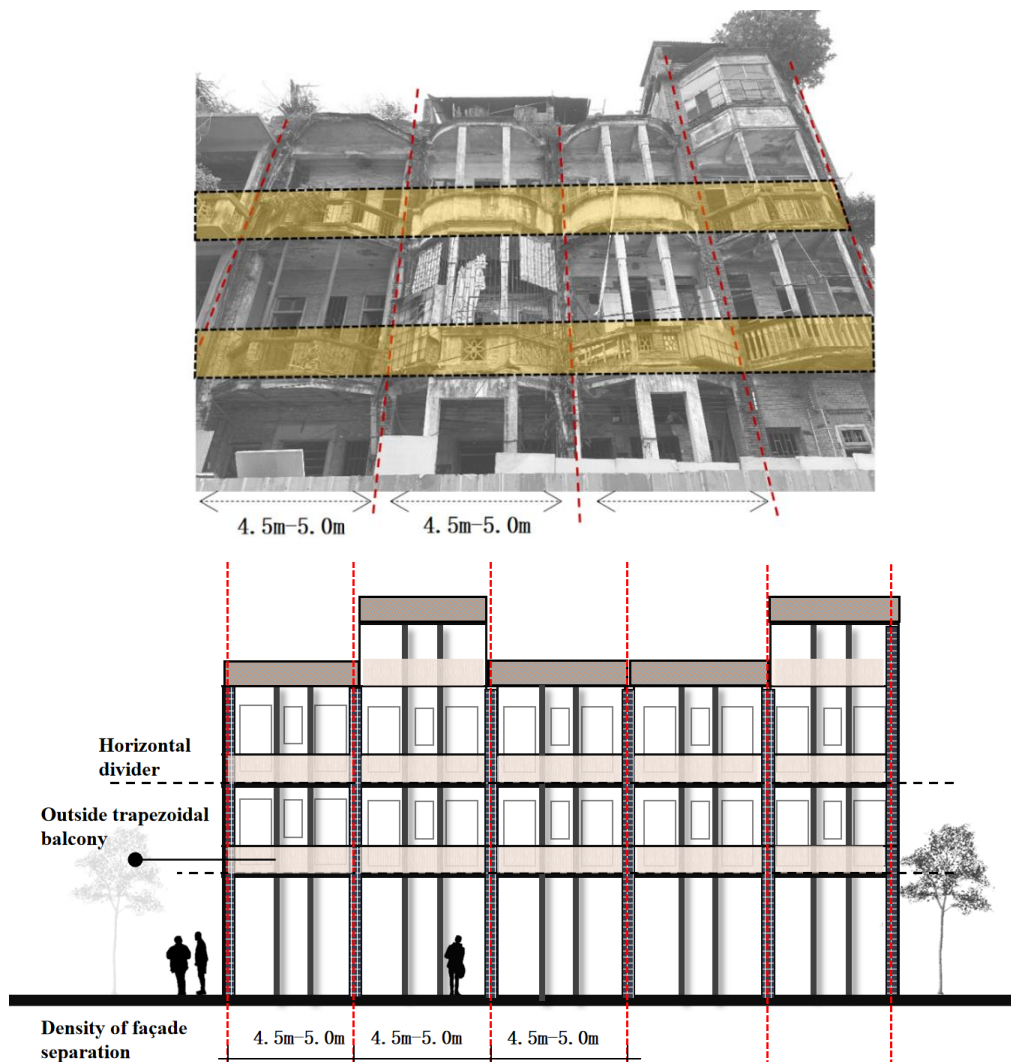 4.5m-5.0m
4.5m-5.0m
Horizontal
divider
Outside trapezoidal
balcony
Density of façade
separation
4.5m-5.0m
4.5m-5.0m
4.5m-5.0m